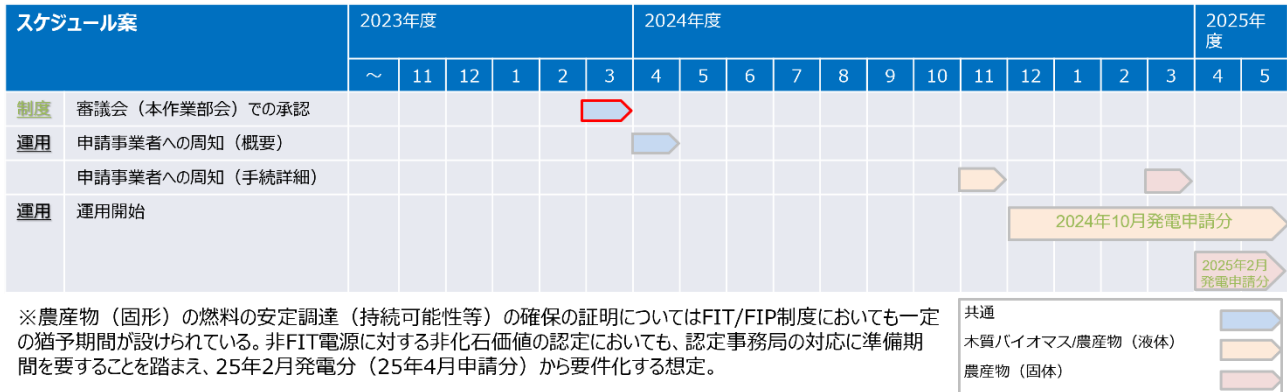 スケジュール案 2023年度 2024年度 2025年
度
～ 11 12 1 2 3 4 5 6 7 8 9 10 11 12 1 2 3 4 5
制度 審議会（本作業部会）での承認
運用 申請事業者への周知（概要）
申請事業者への周知（手続詳細）
運用 運用開始
2024年10月発電申請分
2025年2月
発電申請分
※農産物（固形）の燃料の安定調達（持続可能性等）の確保の証明についてはFIT/FIP制度においても一定
の猶予期間が設けられている。非FIT電源に対する非化石価値の認定においても、認定事務局の対応に準備期
間を要することを踏まえ、25年2月発電分（25年4月申請分）から要件化する想定。
共通
木質バイオマス/農産物（液体）
農産物（固体）